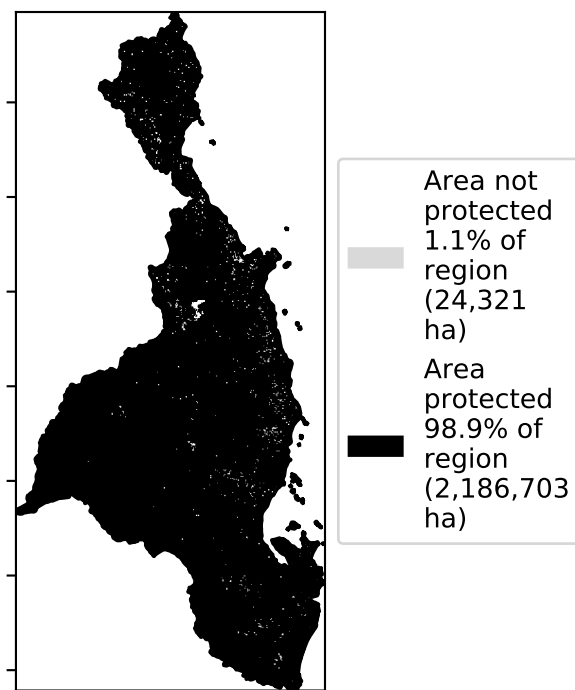 Area not
protected
1.1% of
region
(24,321
ha)
Area
protected
98.9% of
region
(2,186,703
ha)